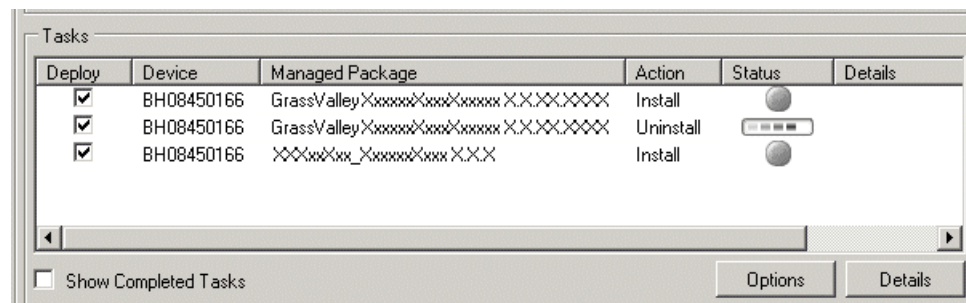 Tasks
Deploy Device Managed Package Action Status Details
BH08450166 GrassValleyXxxxxxXxxxXxxxxx X.X.XX.XXXX Install
BH08450166 GrassValleyXxxxxxXxxxXxxxxx X.X.XX.XXXX Uninstall
BH08450166 XXXxxXxx_XxxxxxXxxx X.X.X Install
Show Completed Tasks Options Details